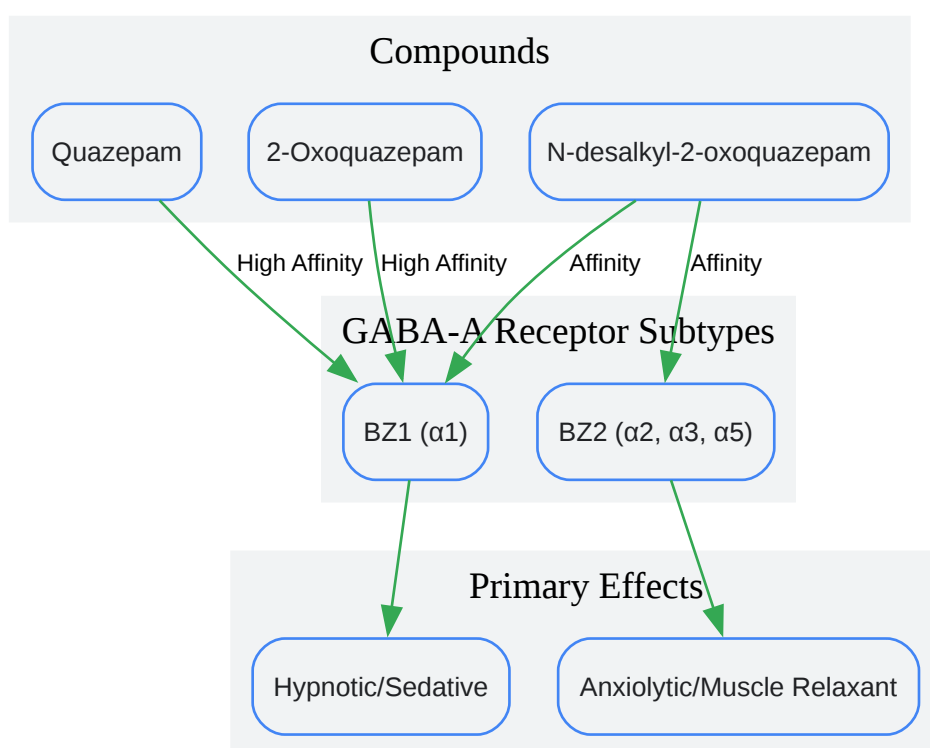 Compounds
Quazepam
2-Oxoquazepam
N-desalkyl-2-oxoquazepam
High Affinity
High Affinity
Affinity
Affinity
GABA-A Receptor Subtypes
BZ1 (α1)
BZ2 (α2, α3, α5)
Primary Effects
Hypnotic/Sedative
Anxiolytic/Muscle Relaxant